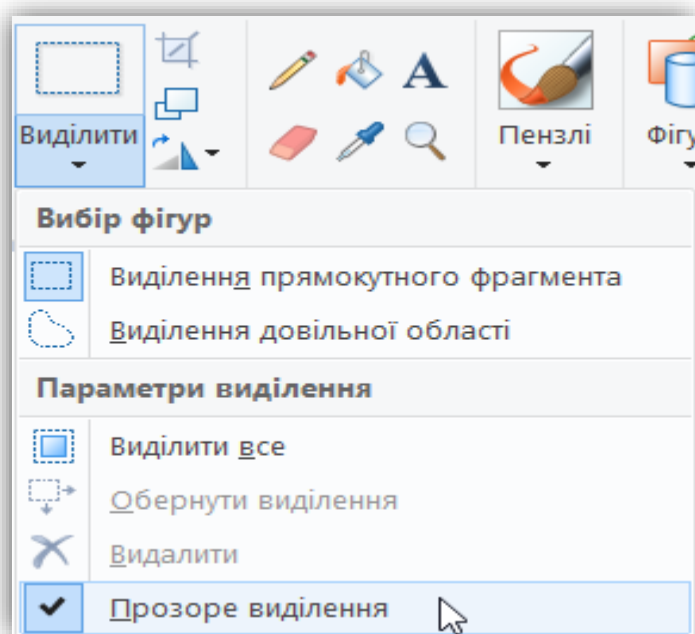 Виділити
Пензлі
Фігу
Вибір фігур
Виділення прямокутного фрагмента
Виділення довільної області
Параметри виділення
Виділити все
Обернути виділення
Видалити
Прозоре виділення